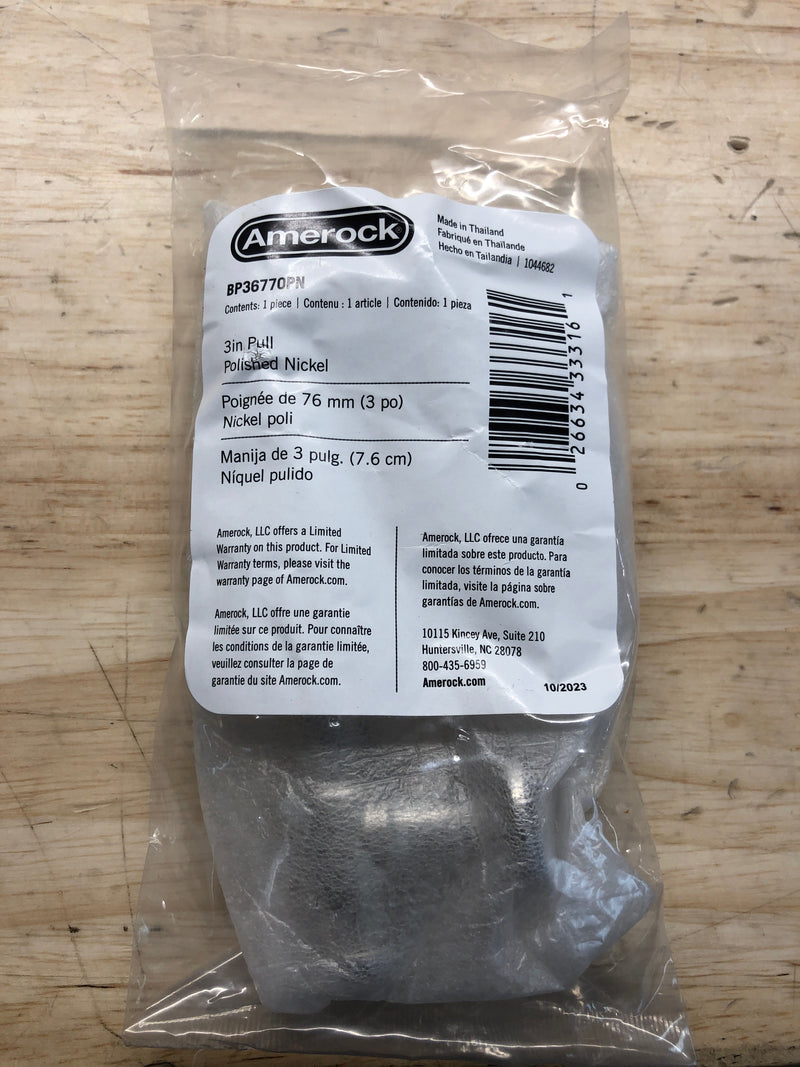 Amerock
Made in Thailand
Fabriqué en Thaïlande
Hecho en Tailandia | 1044682
BP36770PN
Contents: 1 piece | Contenu : 1 article | Contenido: 1 pieza
3in Pull
Polished Nickel
Poignée de 76 mm (3 po)
Nickel poli
Manija de 3 pulg. (7.6 cm)
Níquel pulido
0 26634 33316 1
Amerock, LLC offers a Limited
Warranty on this product. For Limited
Warranty terms, please visit the
warranty page of Amerock.com.
Amerock, LLC offre une garantie
limitée sur ce produit. Pour connaître
les conditions de la garantie limitée,
veuillez consulter la page de
garantie du site Amerock.com.
Amerock, LLC ofrece una garantía
limitada sobre este producto. Para
conocer los términos de la garantía
limitada, visite la página sobre
garantías de Amerock.com.
10115 Kincey Ave, Suite 210
Huntersville, NC 28078
800-435-6959
Amerock.com
10/2023